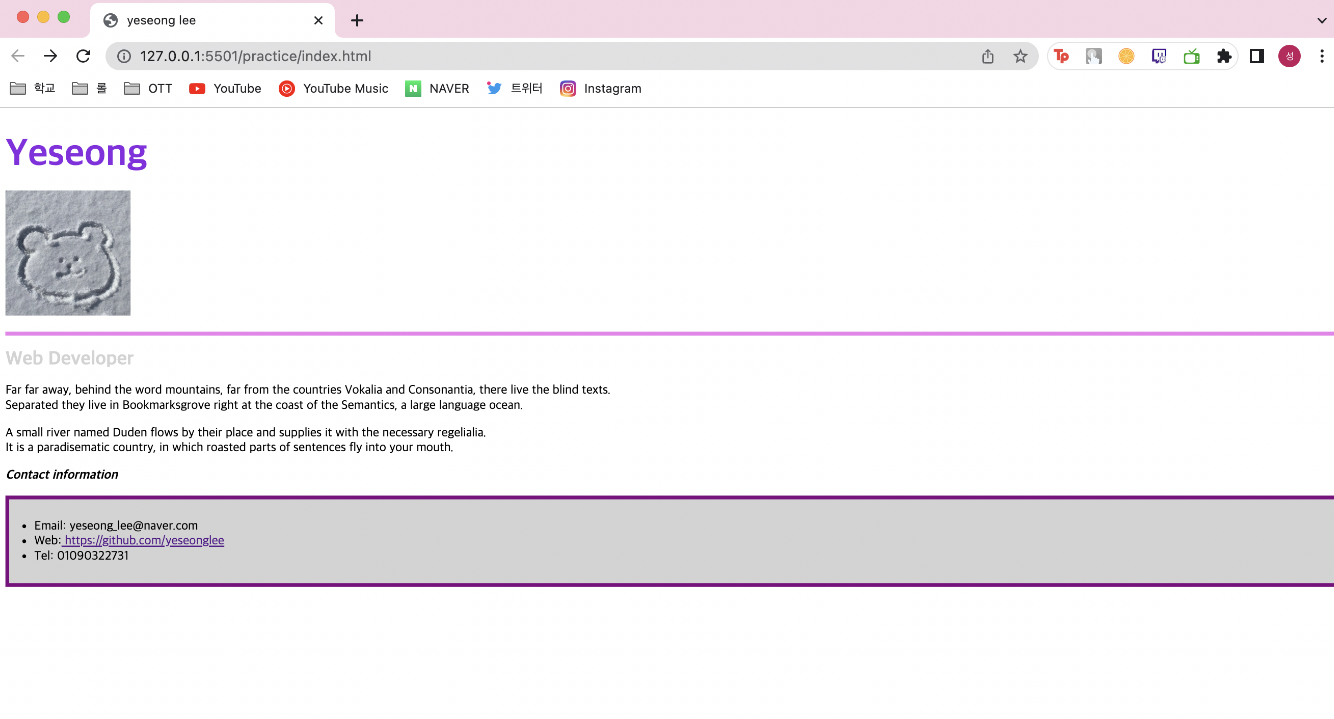 yeseong lee
127.0.0.1:5501/practice/index.html
Tp
성
학교 롤 OTT YouTube YouTube Music N NAVER 트위터 Instagram
Yeseong
Web Developer
Far far away, behind the word mountains, far from the countries Vokalia and Consonantia, there live the blind texts.
Separated they live in Bookmarksgrove right at the coast of the Semantics, a large language ocean.
A small river named Duden flows by their place and supplies it with the necessary regelialia.
It is a paradisematic country, in which roasted parts of sentences fly into your mouth.
Contact information
• Email: yeseong_lee@naver.com
• Web: https://github.com/yeseonglee
• Tel: 01090322731